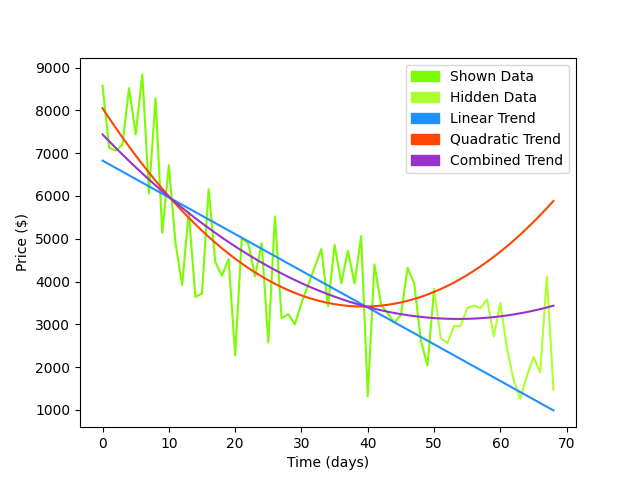 9000
8000
7000
6000
5000
4000
3000
2000
1000
Price ($)
0
10
20
30
40
50
60
70
Time (days)
Shown Data
Hidden Data
Linear Trend
Quadratic Trend
Combined Trend